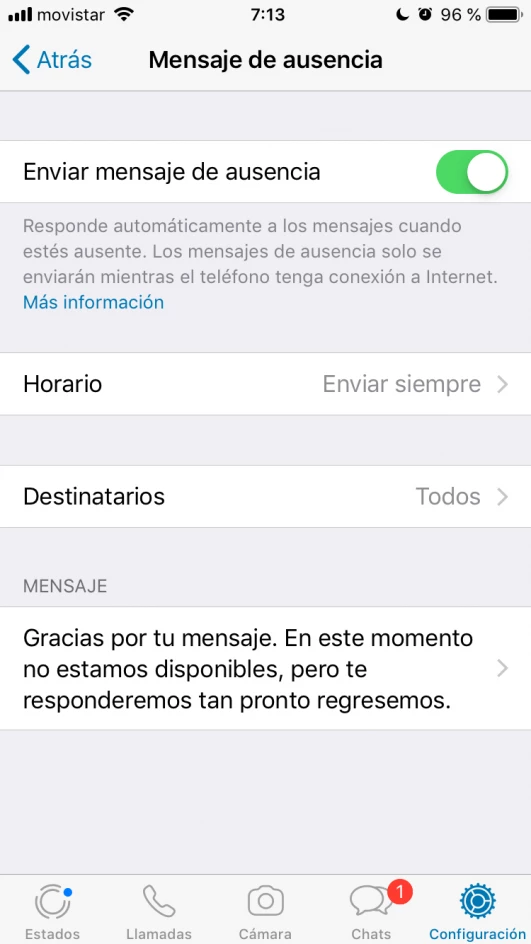 movistar 7:13 96 %
Atrás Mensaje de ausencia
Enviar mensaje de ausencia
Responde automáticamente a los mensajes cuando
estés ausente. Los mensajes de ausencia solo se
enviarán mientras el teléfono tenga conexión a Internet.
Más información
Horario Enviar siempre
Destinatarios Todos
MENSAJE
Gracias por tu mensaje. En este momento
no estamos disponibles, pero te
responderemos tan pronto regresemos.
1
Estados Llamadas Cámara Chats Configuración